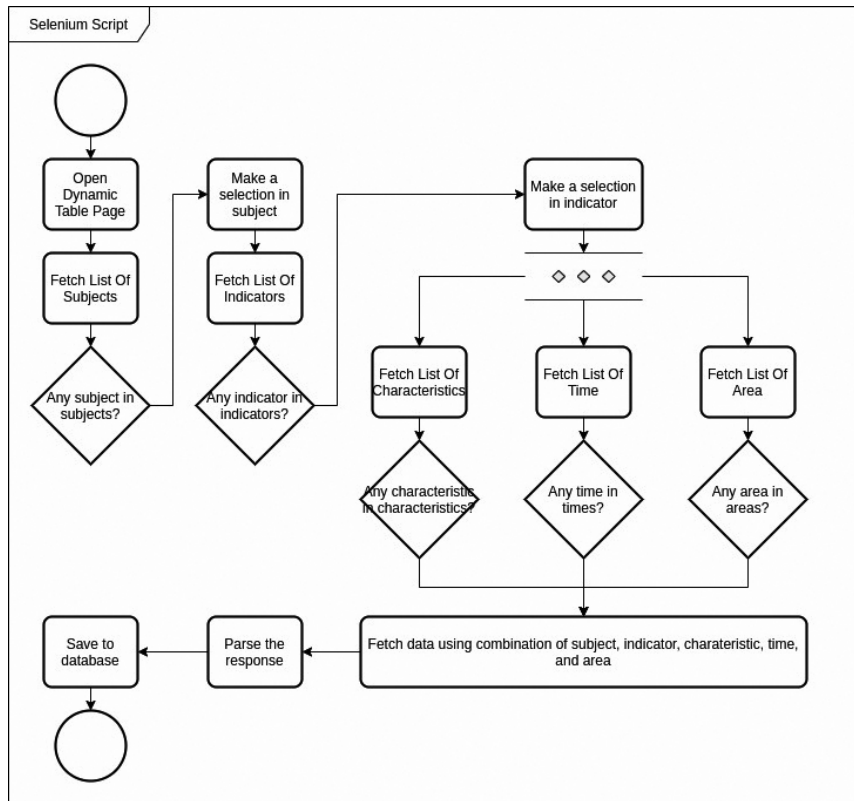 Selenium Script
Open
Dynamic
Table Page
Make a
selection in
subject
Make a selection
in indicator
Fetch List Of
Subjects
Fetch List Of
Indicators
Any subject in
subjects?
Any indicator in
indicators?
Fetch List Of
Characteristics
Fetch List Of
Time
Fetch List Of
Area
Any characteristic
in characteristics?
Any time in
times?
Any area in
areas?
Save to
database
Parse the
response
Fetch data using combination of subject, indicator, charateristic, time,
and area